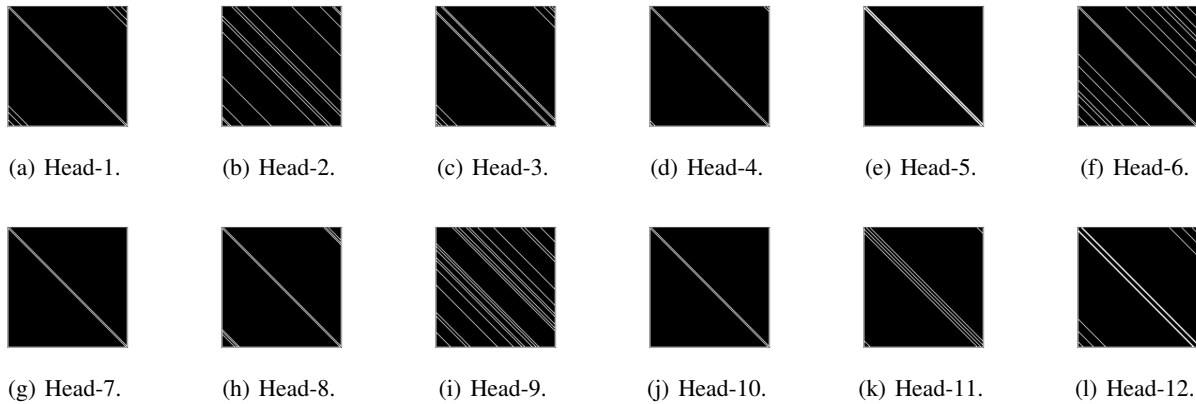 (a) Head-1. (b) Head-2. (c) Head-3. (d) Head-4. (e) Head-5. (f) Head-6.
(g) Head-7. (h) Head-8. (i) Head-9. (j) Head-10. (k) Head-11. (l) Head-12.